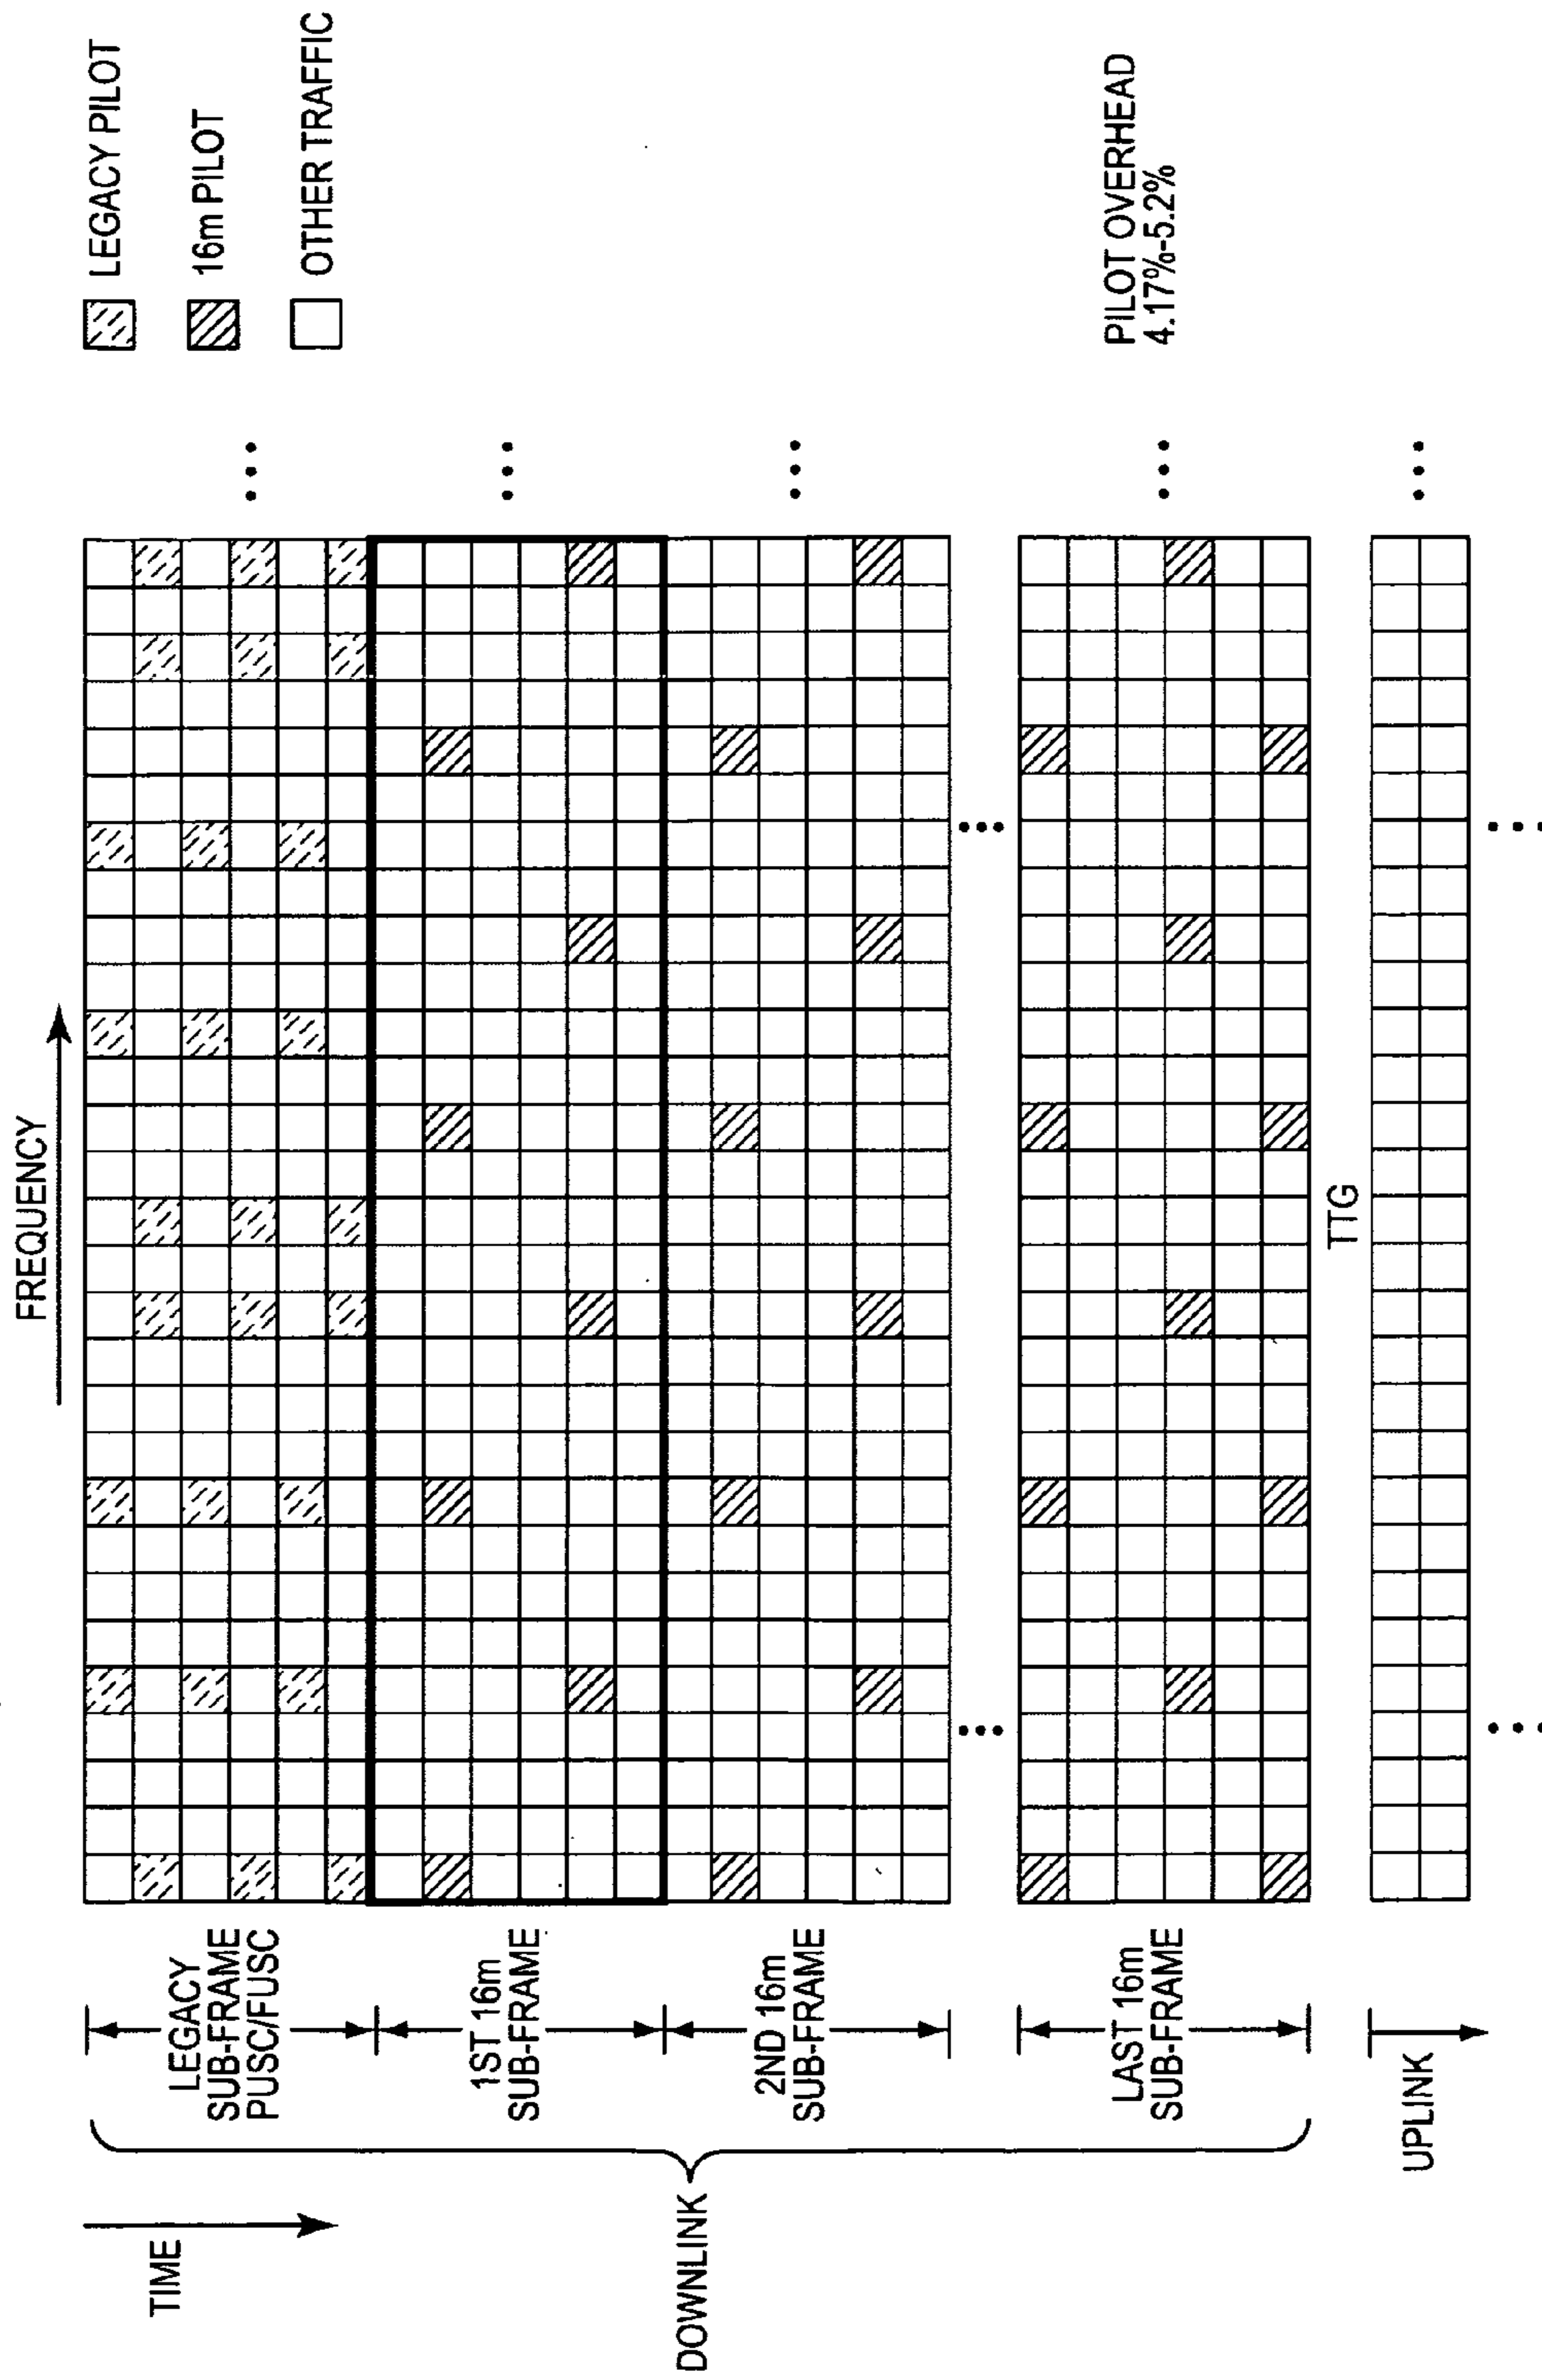 FREQUENCY
TIME
LEGACY PILOT
16m PILOT
OTHER TRAFFIC
DOWNLINK
LEGACY
SUB-FRAME
PUSC/FUSC
1ST 16m
SUB-FRAME
2ND 16m
SUB-FRAME
LAST 16m
SUB-FRAME
PILOT OVERHEAD
4.17%-5.2%
TTG
UPLINK